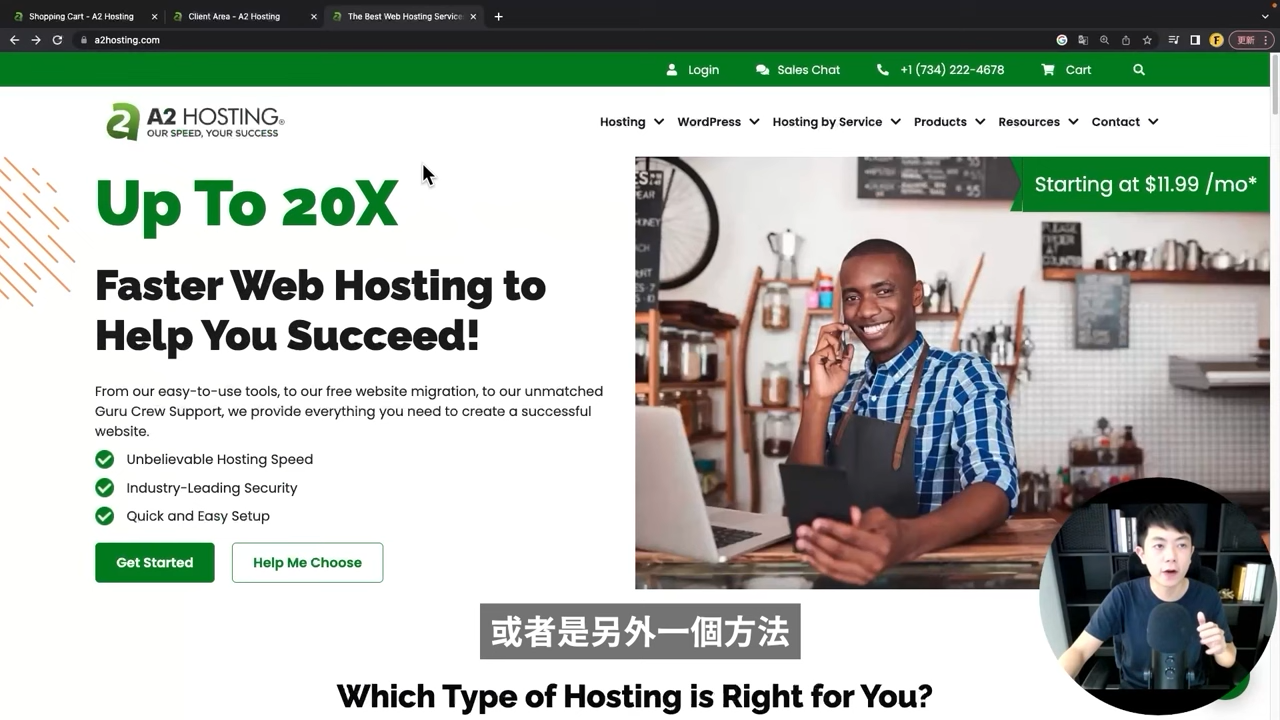 Shopping Cart - A2 Hosting
Client Area - A2 Hosting
The Best Web Hosting Service
a2hosting.com
更新
Login
Sales Chat
+1 (734) 222-4678
Cart
A2 HOSTING®
OUR SPEED, YOUR SUCCESS
Hosting
WordPress
Hosting by Service
Products
Resources
Contact
Up To 20X
Starting at $11.99 /mo*
Faster Web Hosting to
Help You Succeed!
From our easy-to-use tools, to our free website migration, to our unmatched
Guru Crew Support, we provide everything you need to create a successful
website.
Unbelievable Hosting Speed
Industry-Leading Security
Quick and Easy Setup
Get Started
Help Me Choose
或者是另外一個方法
Which Type of Hosting is Right for You?